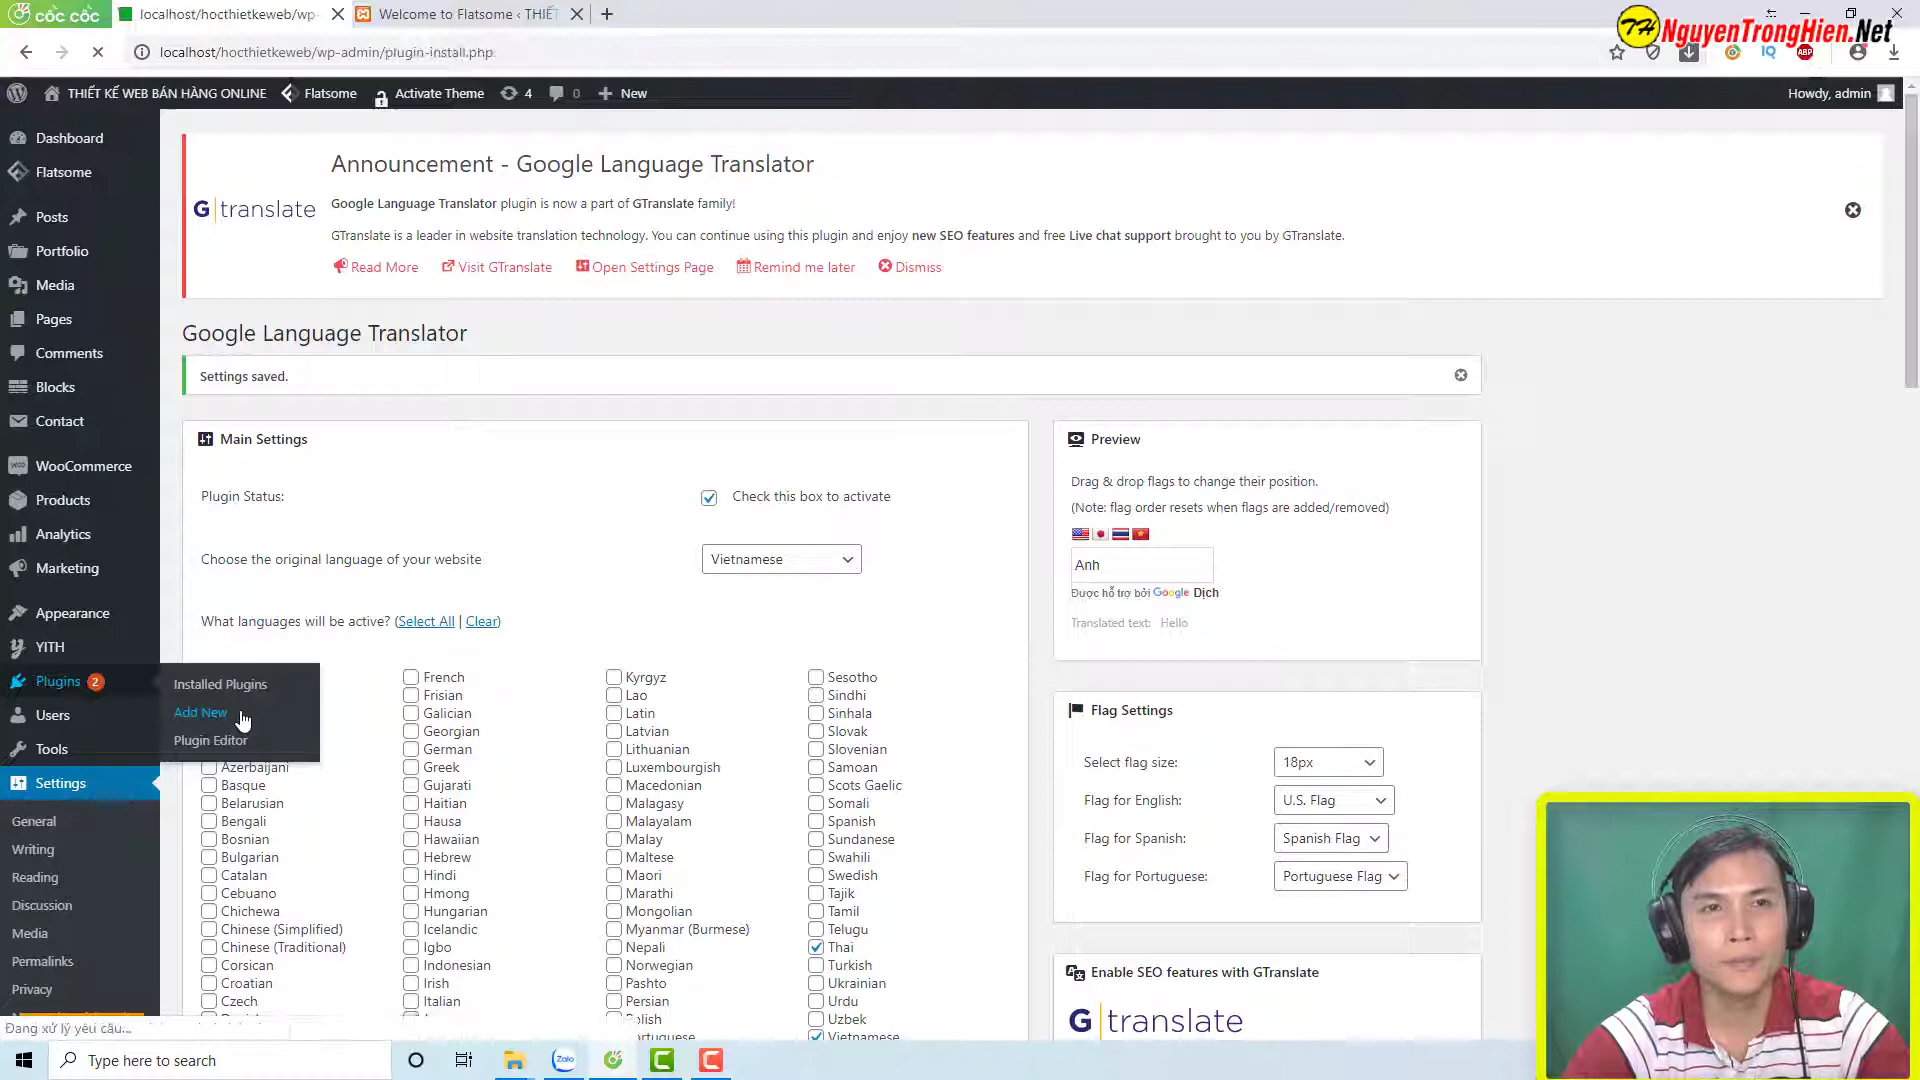 cốc cốc
localhost/hocthietkeweb/wp-
Welcome to Flatsome ‹ THIẾT
NguyenTrongHien.Net
localhost/hocthietkeweb/wp-admin/plugin-install.php
THIẾT KẾ WEB BÁN HÀNG ONLINE
Flatsome
Activate Theme
4
0
New
Howdy, admin
Dashboard
Flatsome
Posts
Portfolio
Media
Pages
Comments
Blocks
Contact
WooCommerce
Products
Analytics
Marketing
Appearance
YITH
Plugins 2
Users
Tools
Settings
General
Writing
Reading
Discussion
Media
Permalinks
Privacy
Đang xử lý yêu cầu...
Installed Plugins
Add New
Plugin Editor
Announcement - Google Language Translator
G translate
Google Language Translator plugin is now a part of GTranslate family!
GTranslate is a leader in website translation technology. You can continue using this plugin and enjoy new SEO features and free Live chat support brought to you by GTranslate.
Read More
Visit GTranslate
Open Settings Page
Remind me later
Dismiss
Google Language Translator
Settings saved.
Main Settings
Plugin Status:
Check this box to activate
Choose the original language of your website
Vietnamese
What languages will be active? (Select All | Clear)
Azerbaijani
Basque
Belarusian
Bengali
Bosnian
Bulgarian
Catalan
Cebuano
Chichewa
Chinese (Simplified)
Chinese (Traditional)
Corsican
Croatian
Czech
French
Frisian
Galician
Georgian
German
Greek
Gujarati
Haitian
Hausa
Hawaiian
Hebrew
Hindi
Hmong
Hungarian
Icelandic
Igbo
Indonesian
Irish
Italian
Kyrgyz
Lao
Latin
Latvian
Lithuanian
Luxembourgish
Macedonian
Malagasy
Malayalam
Malay
Maltese
Maori
Marathi
Mongolian
Myanmar (Burmese)
Nepali
Norwegian
Pashto
Persian
Polish
Portuguese
Sesotho
Sindhi
Sinhala
Slovak
Slovenian
Samoan
Scots Gaelic
Somali
Spanish
Sundanese
Swahili
Swedish
Tajik
Tamil
Telugu
Thai
Turkish
Ukrainian
Urdu
Uzbek
Vietnamese
Preview
Drag & drop flags to change their position.
(Note: flag order resets when flags are added/removed)
Anh
Được hỗ trợ bởi Google Dịch
Translated text: Hello
Flag Settings
Select flag size:
18px
Flag for English:
U.S. Flag
Flag for Spanish:
Spanish Flag
Flag for Portuguese:
Portuguese Flag
Enable SEO features with GTranslate
G translate
Type here to search
Zalo